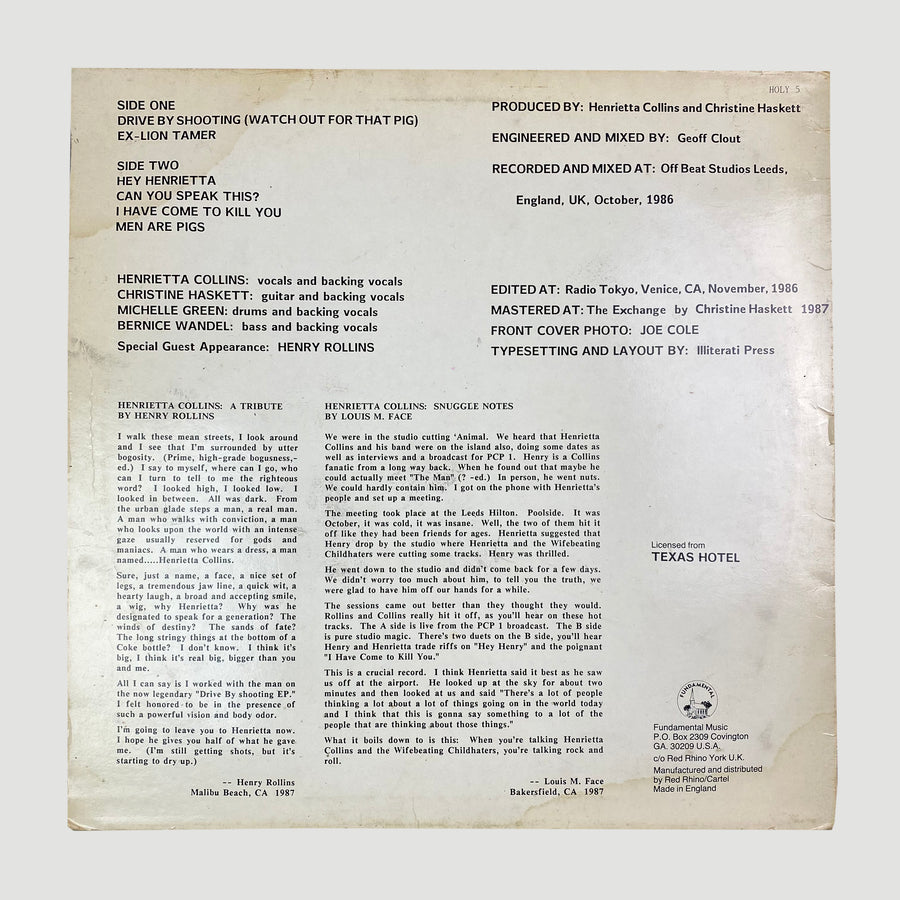 HOLY 5
SIDE ONE
DRIVE BY SHOOTING (WATCH OUT FOR THAT PIG)
EX-LION TAMER
SIDE TWO
HEY HENRIETTA
CAN YOU SPEAK THIS?
I HAVE COME TO KILL YOU
MEN ARE PIGS
HENRIETTA COLLINS: vocals and backing vocals
CHRISTINE HASKETT: guitar and backing vocals
MICHELLE GREEN: drums and backing vocals
BERNICE WANDEL: bass and backing vocals
Special Guest Appearance: HENRY ROLLINS
PRODUCED BY: Henrietta Collins and Christine Haskett
ENGINEERED AND MIXED BY: Geoff Clout
RECORDED AND MIXED AT: Off Beat Studios Leeds,
England, UK, October, 1986
EDITED AT: Radio Tokyo, Venice, CA, November, 1986
MASTERED AT: The Exchange by Christine Haskett 1987
FRONT COVER PHOTO: JOE COLE
TYPESETTING AND LAYOUT BY: Illiterati Press
HENRIETTA COLLINS: A TRIBUTE
BY HENRY ROLLINS
I walk these mean streets, I look around
and I see that I'm surrounded by utter
bogosity. (Prime, high-grade bogusness,-
ed.) I say to myself, where can I go, who
can I turn to tell to me the righteous
word? I looked high, I looked low. I
looked in between. All was dark. From
the urban glade steps a man, a real man.
A man who walks with conviction, a man
who looks upon the world with an intense
gaze usually reserved for gods and
maniacs. A man who wears a dress, a man
named.....Henrietta Collins.
Sure, just a name, a face, a nice set of
legs, a tremendous jaw line, a quick wit, a
hearty laugh, a broad and accepting smile,
a wig, why Henrietta? Why was he
designated to speak for a generation? The
winds of destiny? The sands of fate?
The long stringy things at the bottom of a
Coke bottle? I don't know. I think it's
big, I think it's real big, bigger than you
and me.
All I can say is I worked with the man on
the now legendary "Drive By shooting EP."
I felt honored to be in the presence of
such a powerful vision and body odor.
I'm going to leave you to Henrietta now.
I hope he gives you half of what he gave
me. (I'm still getting shots, but it's
starting to dry up.)
-- Henry Rollins
Malibu Beach, CA 1987
HENRIETTA COLLINS: SNUGGLE NOTES
BY LOUIS M. FACE
We were in the studio cutting 'Animal. We heard that Henrietta
Collins and his band were on the island also, doing some dates as
well as interviews and a broadcast for PCP 1. Henry is a Collins
fanatic from a long way back. When he found out that maybe he
could actually meet "The Man" (? -ed.) In person, he went nuts.
We could hardly contain him. I got on the phone with Henrietta's
people and set up a meeting.
The meeting took place at the Leeds Hilton. Poolside. It was
October, it was cold, it was insane. Well, the two of them hit it
off like they had been friends for ages. Henrietta suggested that
Henry drop by the studio where Henrietta and the Wifebeating
Childhaters were cutting some tracks. Henry was thrilled.
He went down to the studio and didn't come back for a few days.
We didn't worry too much about him, to tell you the truth, we
were glad to have him off our hands for a while.
The sessions came out better than they thought they would.
Rollins and Collins really hit it off, as you'll hear on these hot
tracks. The A side is live from the PCP 1 broadcast. The B side
is pure studio magic. There's two duets on the B side, you'll hear
Henry and Henrietta trade riffs on "Hey Henry" and the poignant
"I Have Come to Kill You."
This is a crucial record. I think Henrietta said it best as he saw
us off at the airport. He looked up at the sky for about two
minutes and then looked at us and said "There's a lot of people
thinking a lot about a lot of things going on in the world today
and I think that this is gonna say something to a lot of the
people that are thinking about those things."
What it boils down to is this: When you're talking Henrietta
Collins and the Wifebeating Childhaters, you're talking rock and
roll.
-- Louis M. Face
Bakersfield, CA 1987
Licensed from
TEXAS HOTEL
FUNDAMENTAL
Fundamental Music
P.O. Box 2309 Covington
GA. 30209 U.S.A.
c/o Red Rhino York U.K.
Manufactured and distributed
by Red Rhino/Cartel
Made in England